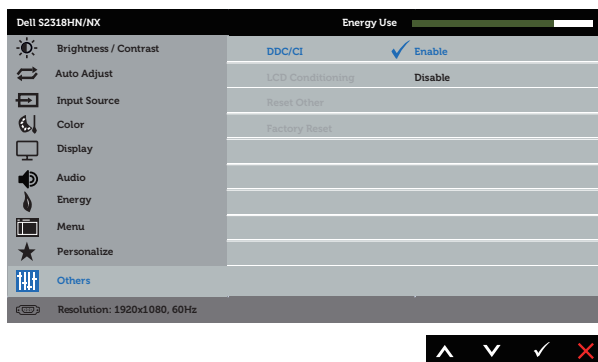 Dell S2318HN/NX Energy Use
Brightness / Contrast
Auto Adjust
Input Source
Color
Display
Audio
Energy
Menu
Personalize
Others
DDC/CI Enable
LCD Conditioning Disable
Reset Other
Factory Reset
Resolution: 1920x1080, 60Hz